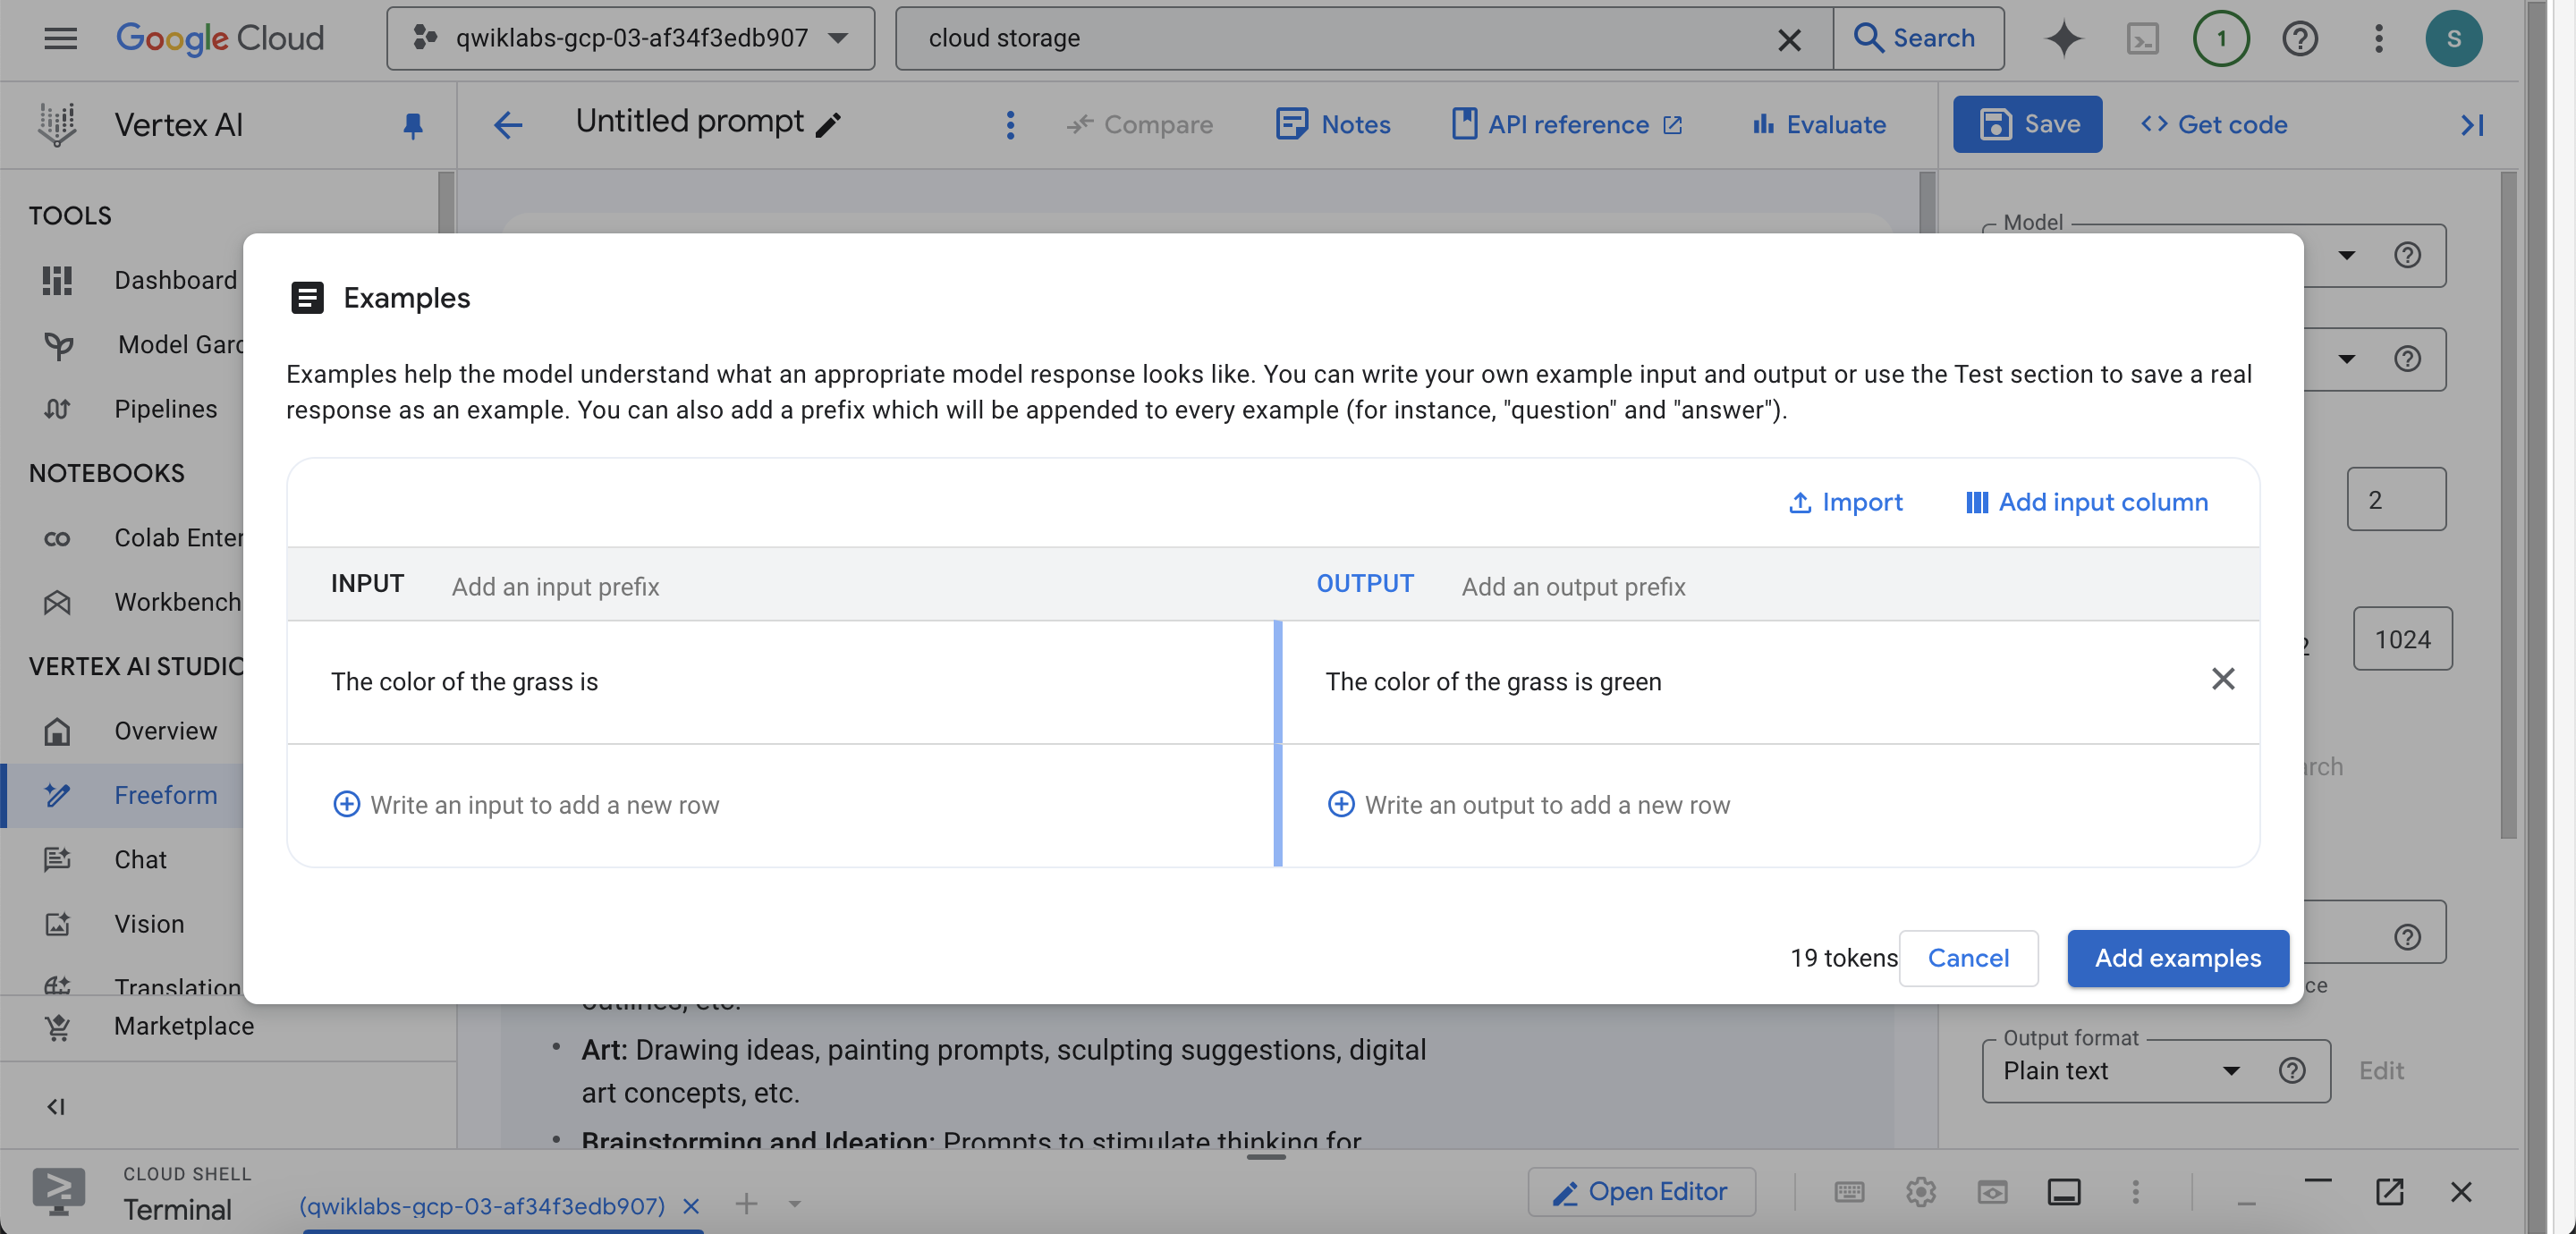 Google Cloud
qwiklabs-gcp-03-af34f3edb907
cloud storage
Search
1
S
Vertex AI
Untitled prompt
Compare
Notes
API reference
Evaluate
Save
Get code
TOOLS
Dashboard
Model Gard
Pipelines
NOTEBOOKS
Colab Enter
Workbench
VERTEX AI STUDIO
Overview
Freeform
Chat
Vision
Translation
Marketplace
Model
Examples
Examples help the model understand what an appropriate model response looks like. You can write your own example input and output or use the Test section to save a real
response as an example. You can also add a prefix which will be appended to every example (for instance, "question" and "answer").
Import
Add input column
INPUT
Add an input prefix
OUTPUT
Add an output prefix
The color of the grass is
The color of the grass is green
Write an input to add a new row
Write an output to add a new row
19 tokens
Cancel
Add examples
2
2
1024
arch
ce
Output format
Plain text
Edit
outlines, etc.
• Art: Drawing ideas, painting prompts, sculpting suggestions, digital
art concepts, etc.
• Brainstorming and Ideation: Prompts to stimulate thinking for
CLOUD SHELL
Terminal
(qwiklabs-gcp-03-af34f3edb907)
Open Editor